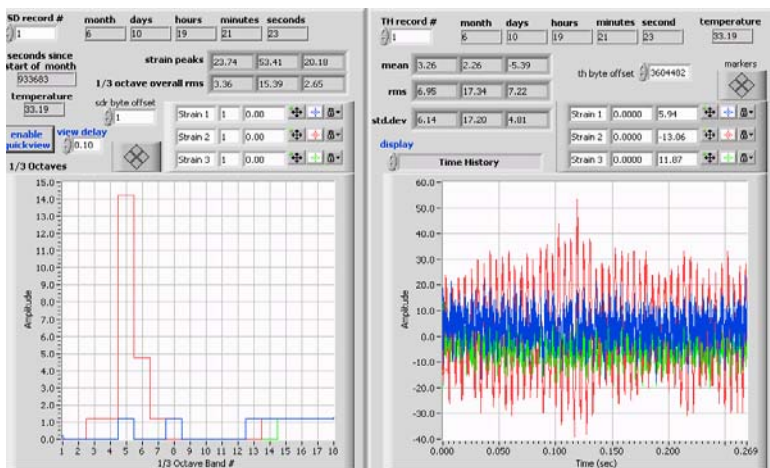 SD record # month days hours minutes seconds
1 6 10 19 21 23
seconds since start of month
933683
strain peaks 23.74 53.41 20.18
1/3 octave overall rms 3.36 15.39 2.65
temperature
33.19
sdr byte offset
1
enable quickview
view delay
0.10
Strain 1 1 0.00
Strain 2 1 0.00
Strain 3 1 0.00
1/3 Octaves
15.0
14.0
13.0
12.0
11.0
10.0
9.0
8.0
7.0
6.0
5.0
4.0
3.0
2.0
1.0
0.0
Amplitude
1 2 3 4 5 6 7 8 9 10 11 12 13 14 15 16 17 10
1/3 Octave Band #
TH record # month days hours minutes second temperature
1 6 10 19 21 23 33.19
mean 3.26 2.26 -5.39
rms 6.95 17.34 7.22
std.dev 6.14 17.20 4.81
th byte offset 3604482
markers
display
Time History
Strain 1 0.0000 5.94
Strain 2 0.0000 -13.06
Strain 3 0.0000 11.87
60.0
50.0
40.0
30.0
20.0
10.0
0.0
-10.0
-20.0
-30.0
-40.0
Amplitude
0.000 0.050 0.100 0.150 0.200 0.269
Time (sec)